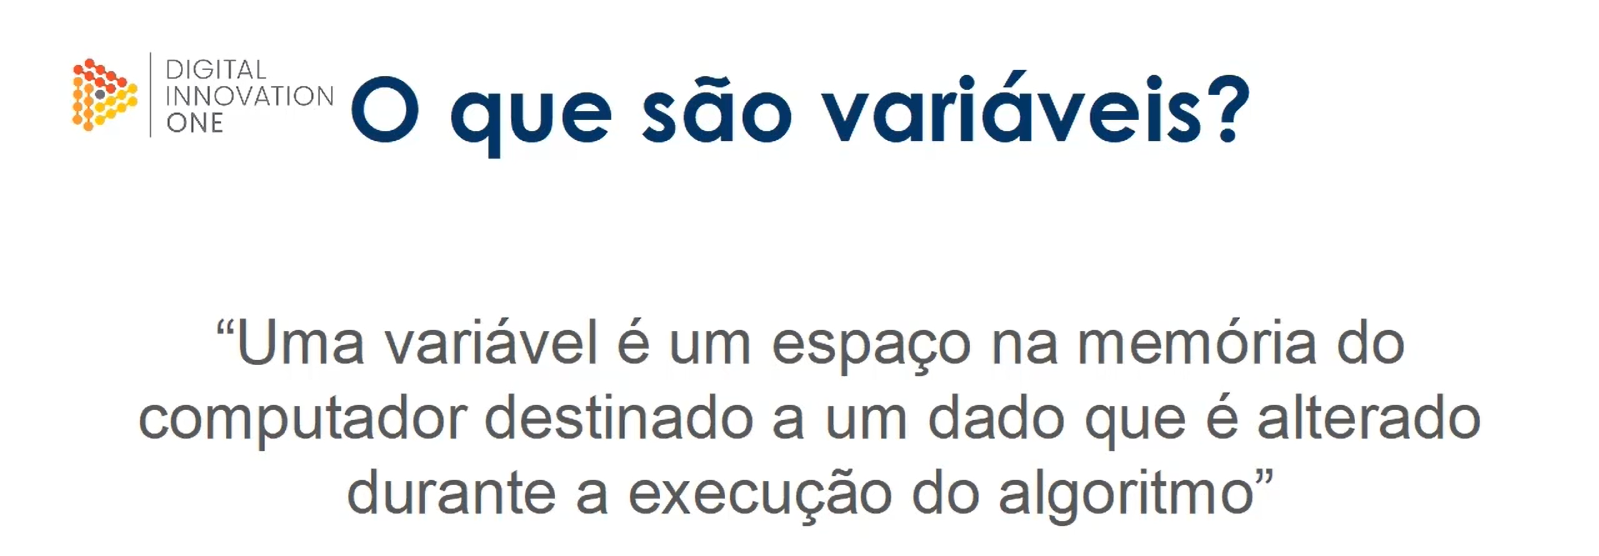 DIGITAL
INNOVATION
ONE
O que são variáveis?
“Uma variável é um espaço na memória do
computador destinado a um dado que é alterado
durante a execução do algoritmo”